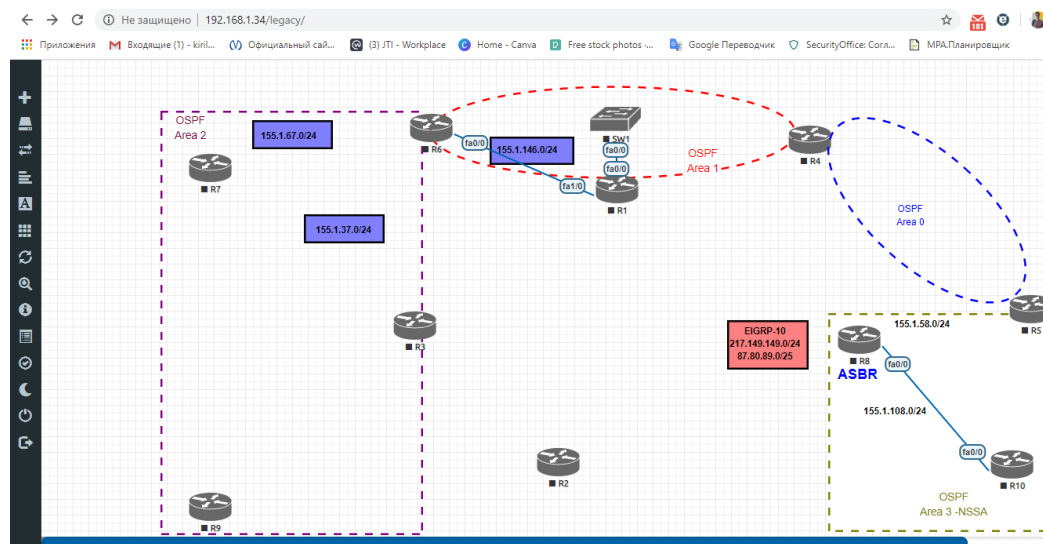 Не защищено | 192.168.1.34/legacy/
181
Приложения
Входящие (1) - kiril...
Официальный сай...
(3) JTI - Workplace
Home - Canva
Free stock photos -...
Google Переводчик
SecurityOffice: Согл...
МРА.Планировщик
OSPF
Area 2
155.1.67.0/24
R7
155.1.37.0/24
R6
fa0/0
155.1.146.0/24
SW1
fa0/0
fa0/0
fa1/0
R1
OSPF
Area 1
R4
OSPF
Area 0
R3
R5
EIGRP-10
217.149.149.0/24
87.80.89.0/25
155.1.58.0/24
R8
ASBR
fa0/0
155.1.108.0/24
fa0/0
R10
R2
R9
OSPF
Area 3 -NSSA